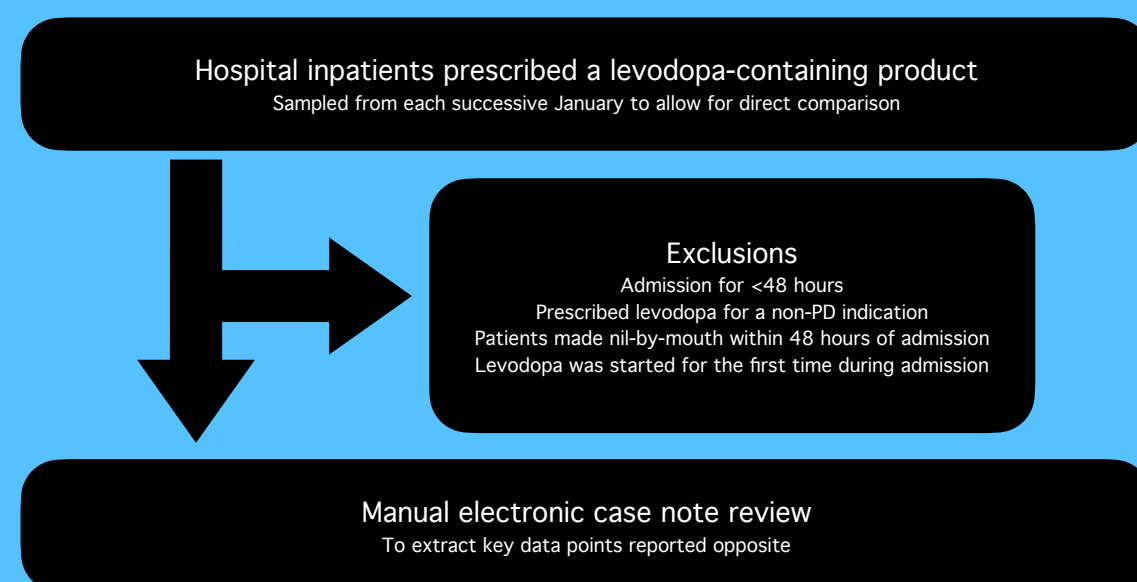 Hospital inpatients prescribed a levodopa-containing product
Sampled from each successive January to allow for direct comparison
Exclusions
Admission for <48 hours
Prescribed levodopa for a non-PD indication
Patients made nil-by-mouth within 48 hours of admission
Levodopa was started for the first time during admission
Manual electronic case note review
To extract key data points reported opposite